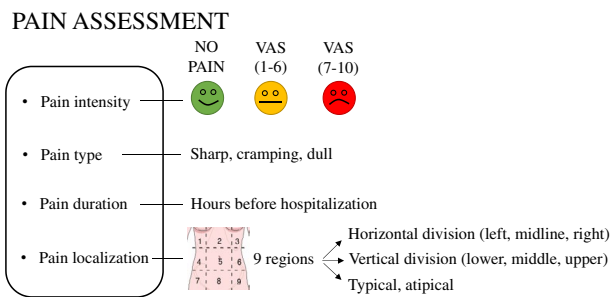 PAIN ASSESSMENT
NO PAIN
VAS (1-6)
VAS (7-10)
• Pain intensity
• Pain type
Sharp, cramping, dull
• Pain duration
Hours before hospitalization
• Pain localization
1 2 3
4 5 6
7 8 9
9 regions
Horizontal division (left, midline, right)
Vertical division (lower, middle, upper)
Typical, atipical